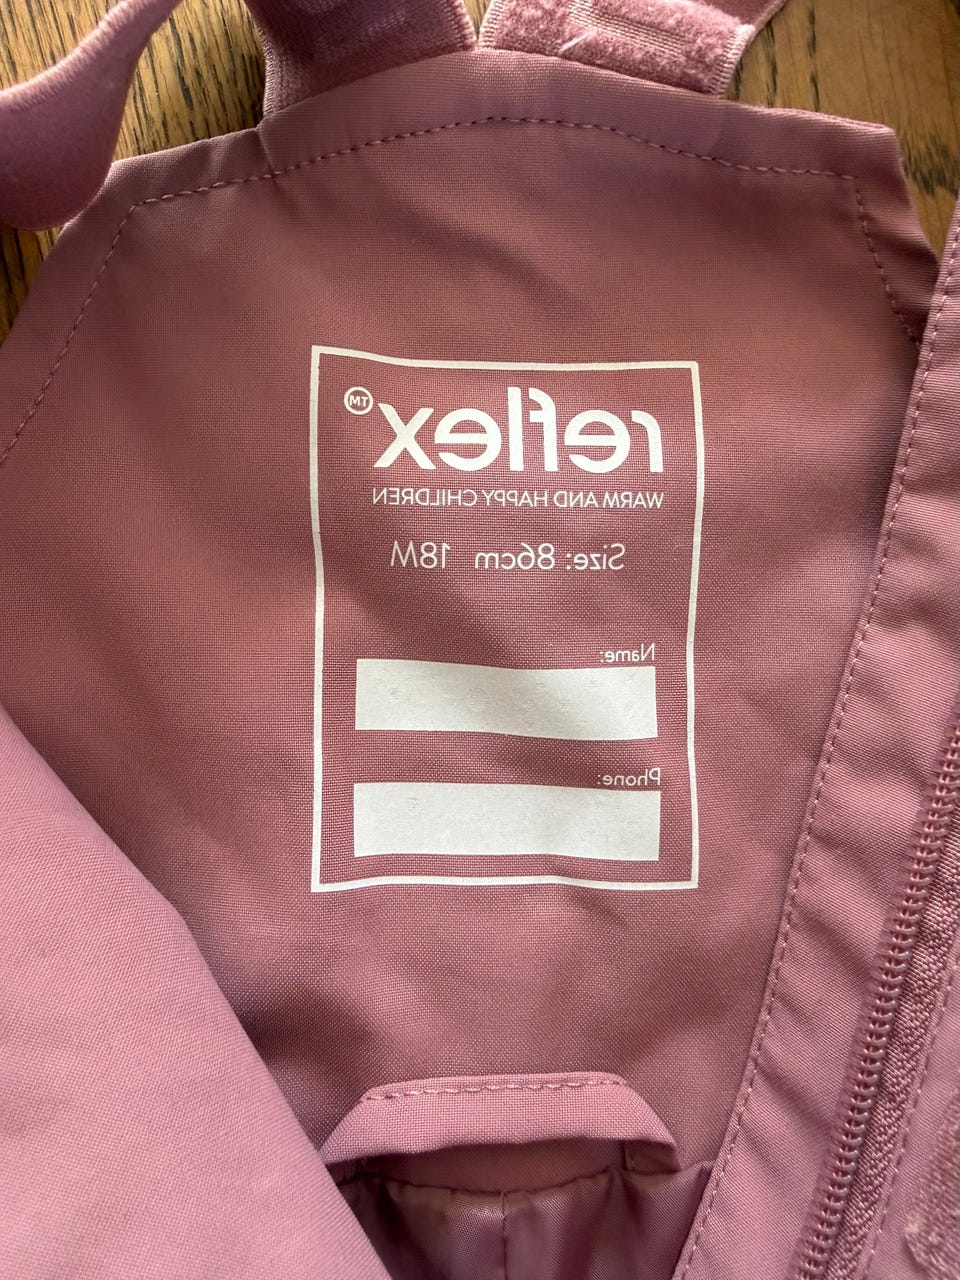 reflex™
WARM AND HAPPY CHILDREN
Size: 86cm 18M
Name:
Phone: